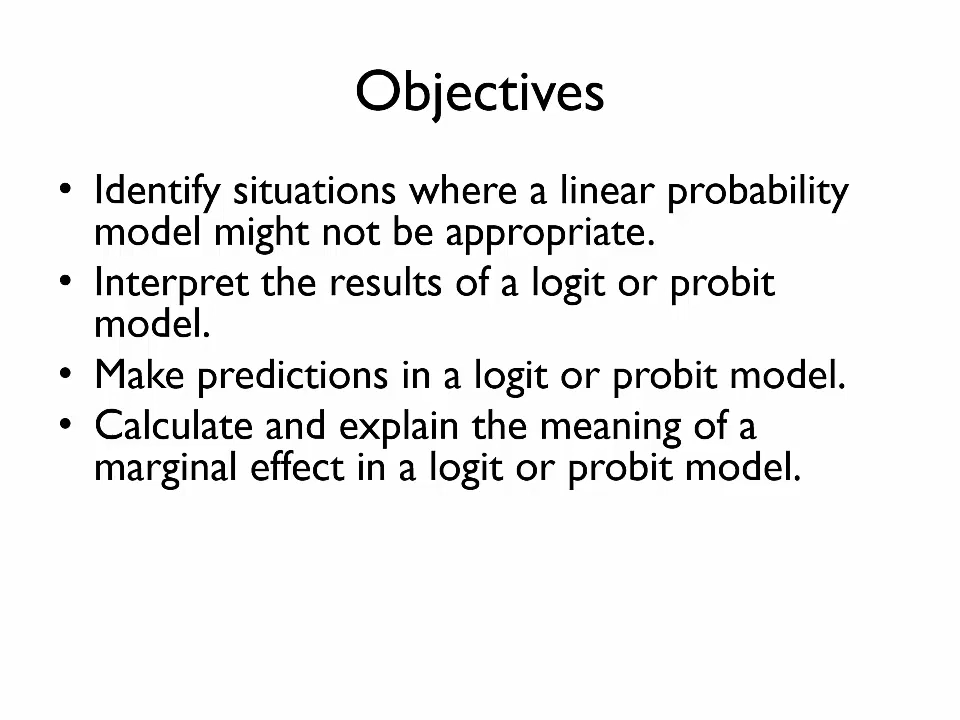 Objectives
• Identify situations where a linear probability
model might not be appropriate.
• Interpret the results of a logit or probit
model.
• Make predictions in a logit or probit model.
• Calculate and explain the meaning of a
marginal effect in a logit or probit model.